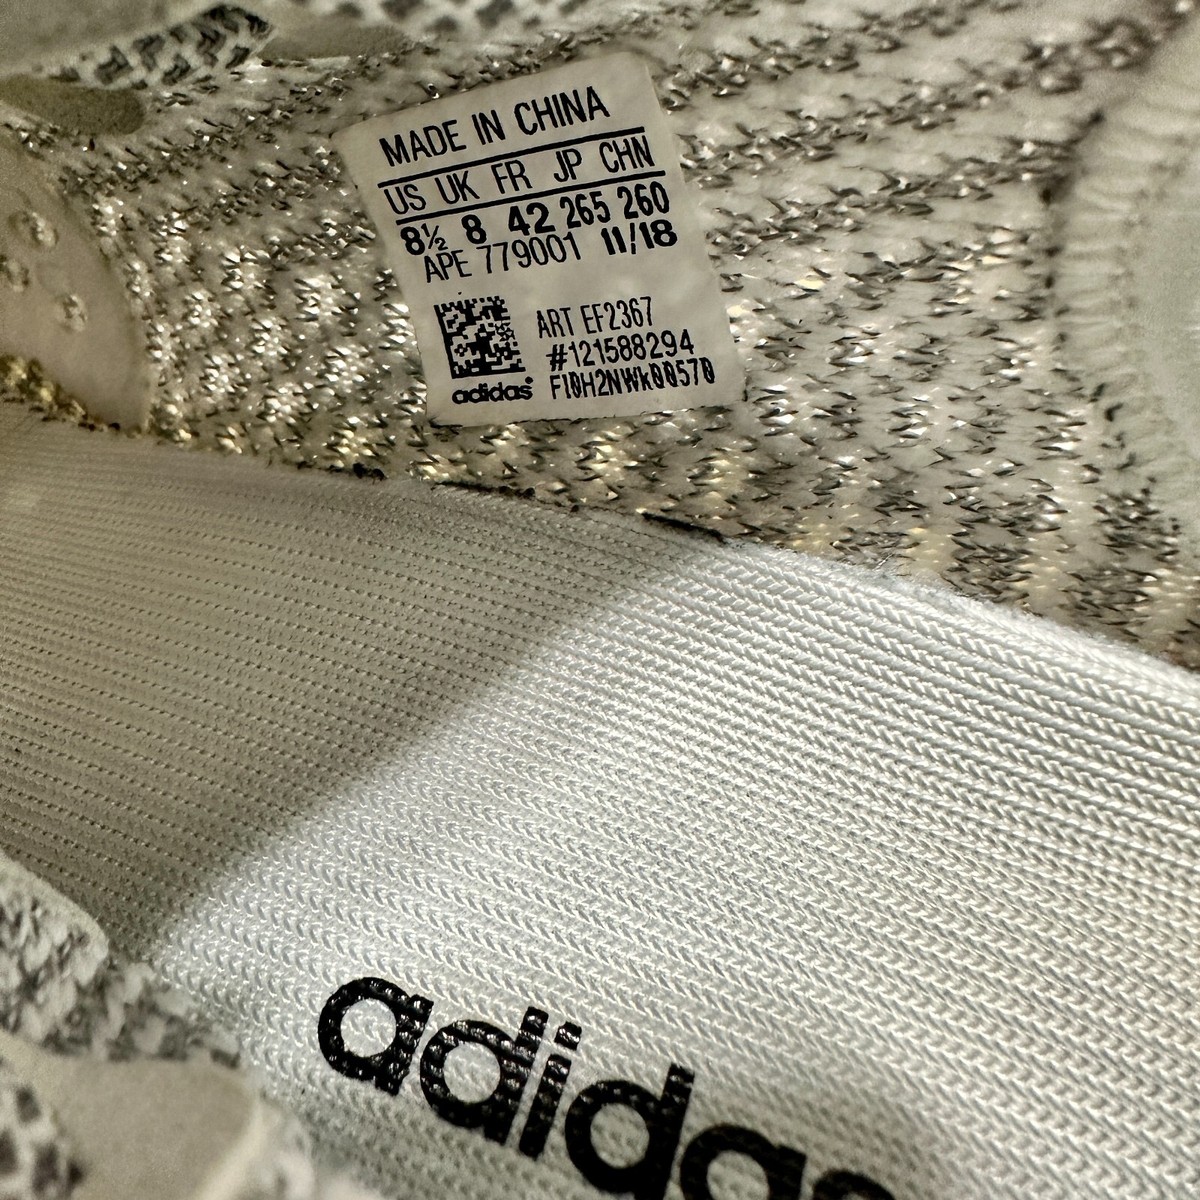 MADE IN CHINA
US UK FR JP CHN
8½ 8 42 265 260
APE 779001 11/18
ART EF2367
#121588294
FI0H2NWk00570
adidas
adidas